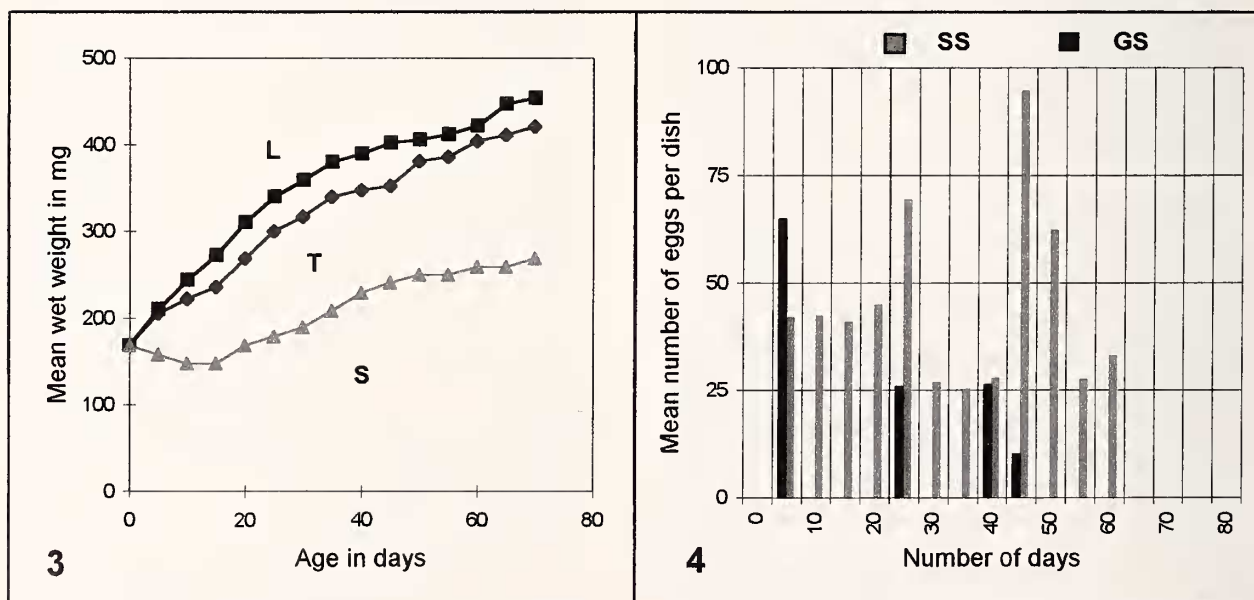 500
400
300
200
100
0
0 20 40 60 80
Mean wet weight in mg
Age in days
L
T
S
3
SS GS
100
75
50
25
0
0 10 20 30 40 50 60 70 80
Mean number of eggs per dish
Number of days
4